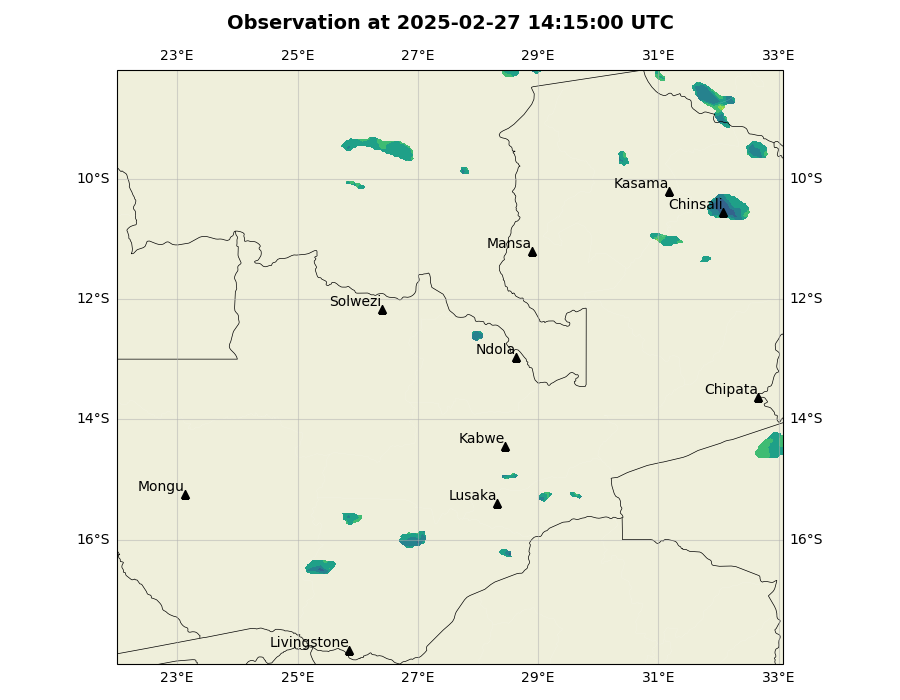 Observation at 2025-02-27 14:15:00 UTC
23°E 25°E 27°E 29°E 31°E 33°E
10°S 10°S
Kasama
Chinsali
Mansa
12°S 12°S
Solwezi
Ndola
Chipata
14°S 14°S
Kabwe
Mongu
Lusaka
16°S 16°S
Livingstone
23°E 25°E 27°E 29°E 31°E 33°E